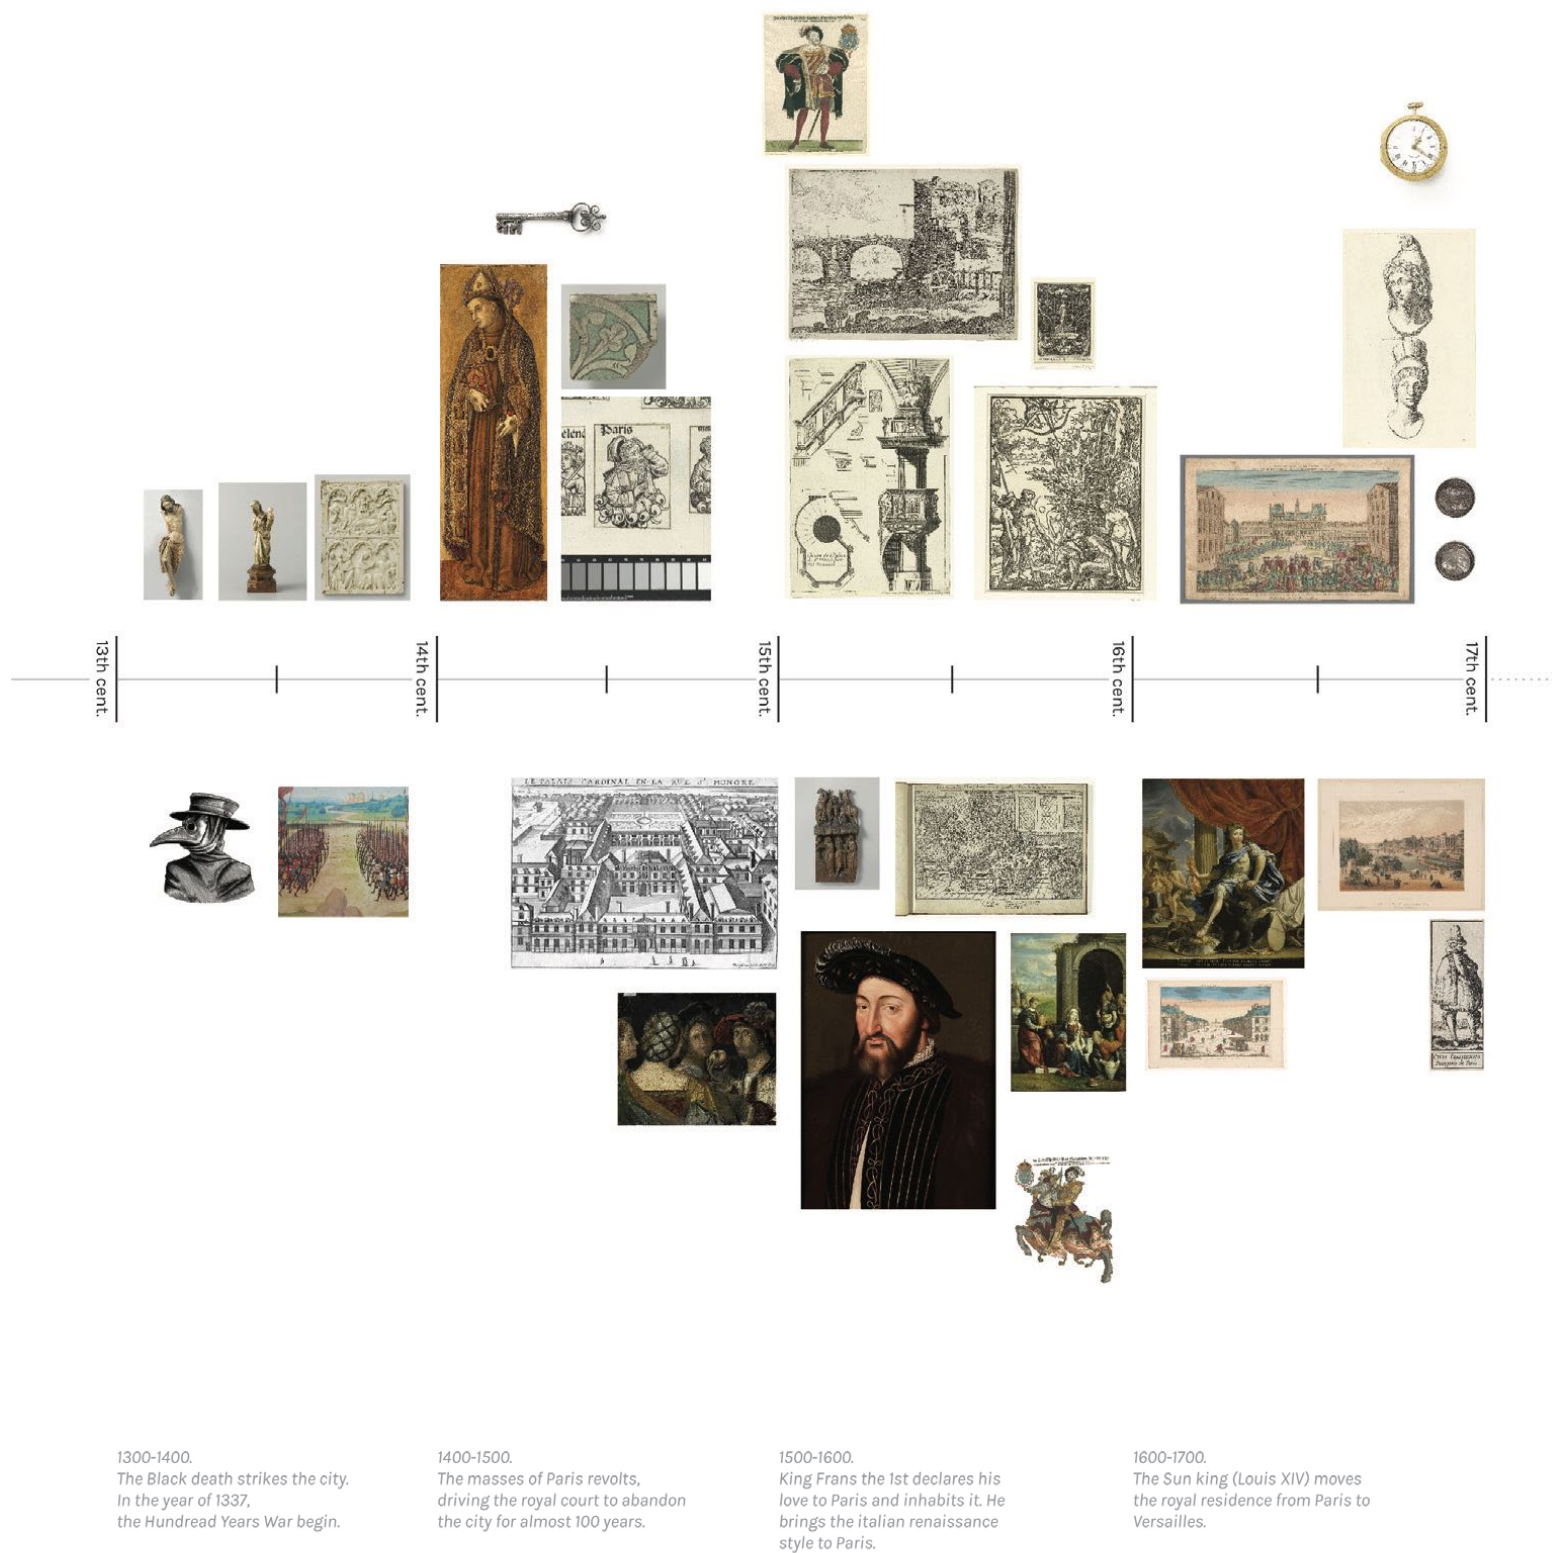 Paris
13th cent.
14th cent.
15th cent.
16th cent.
17th cent.
LE PALAIS CARDINAL EN LA RUE St HONORE
1300-1400.
The Black death strikes the city.
In the year of 1337,
the Hundread Years War begin.
1400-1500.
The masses of Paris revolts,
driving the royal court to abandon
the city for almost 100 years.
1500-1600.
King Frans the 1st declares his
love to Paris and inhabits it. He
brings the italian renaissance
style to Paris.
1600-1700.
The Sun king (Louis XIV) moves
the royal residence from Paris to
Versailles.